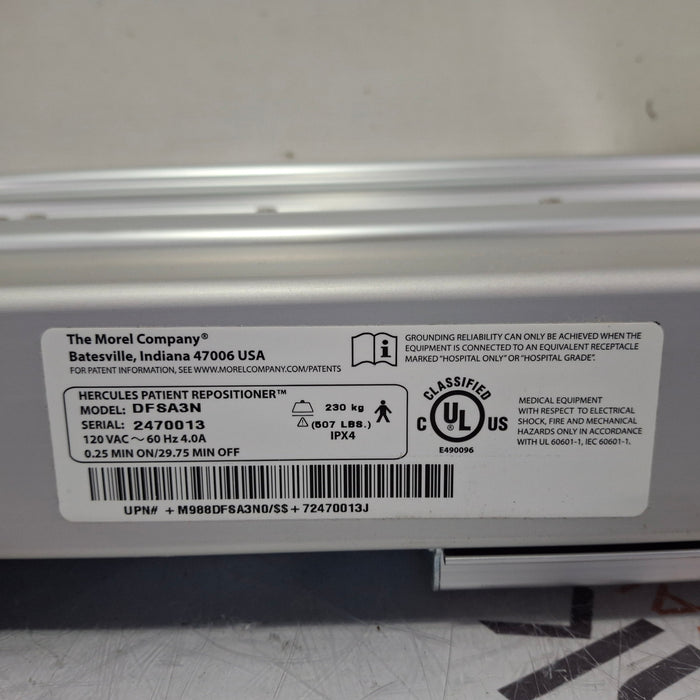 The Morel Company®
Batesville, Indiana 47006 USA
FOR PATENT INFORMATION, SEE WWW.MORELCOMPANY.COM/PATENTS
GROUNDING RELIABILITY CAN ONLY BE ACHIEVED WHEN THE
EQUIPMENT IS CONNECTED TO AN EQUIVALENT RECEPTACLE
MARKED "HOSPITAL ONLY" OR "HOSPITAL GRADE".
HERCULES PATIENT REPOSITIONER™
MODEL: DFSA3N
SERIAL: 2470013
120 VAC ~ 60 Hz 4.0A
0.25 MIN ON/29.75 MIN OFF
230 kg
(507 LBS.)
IPX4
CLASSIFIED
C UL® US
E490096
MEDICAL EQUIPMENT
WITH RESPECT TO ELECTRICAL
SHOCK, FIRE AND MECHANICAL
HAZARDS ONLY IN ACCORDANCE
WITH UL 60601-1, IEC 60601-1.
UPN# +M988DFSA3N0/$$+72470013J